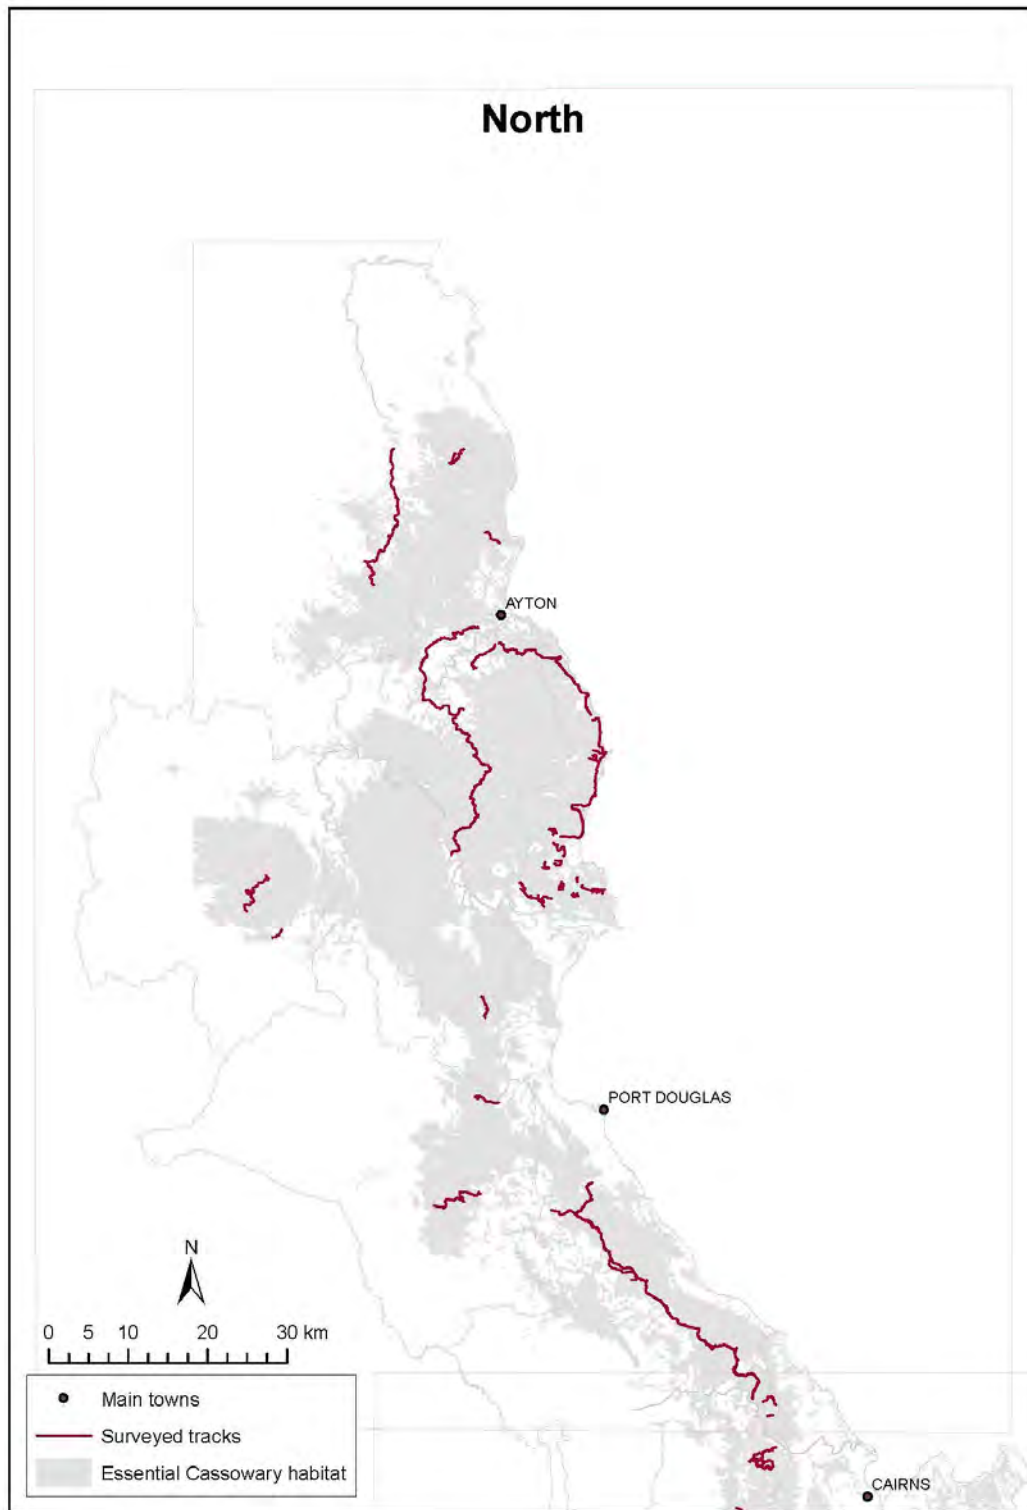 North
AYTON
PORT DOUGLAS
N
0 5 10 20 30 km
Main towns
Surveyed tracks
Essential Cassowary habitat
CAIRNS